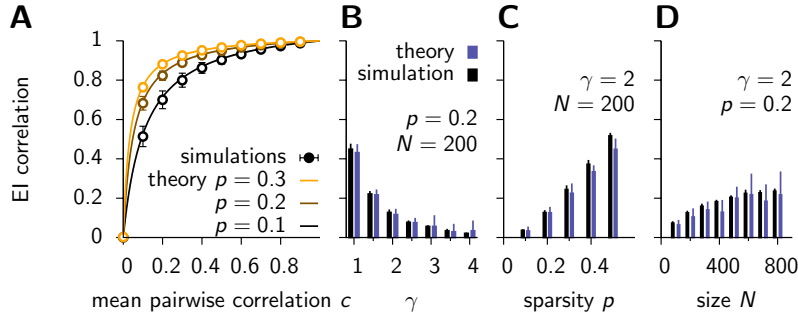 A
B
C
D
EI correlation
1
0.8
0.6
0.4
0.2
0
simulations
theory p = 0.3
p = 0.2
p = 0.1
0 0.2 0.4 0.6 0.8
mean pairwise correlation c
theory
simulation
p = 0.2
N = 200
1 2 3 4
γ
γ = 2
N = 200
0 0.2 0.4
sparsity p
γ = 2
p = 0.2
0 400 800
size N